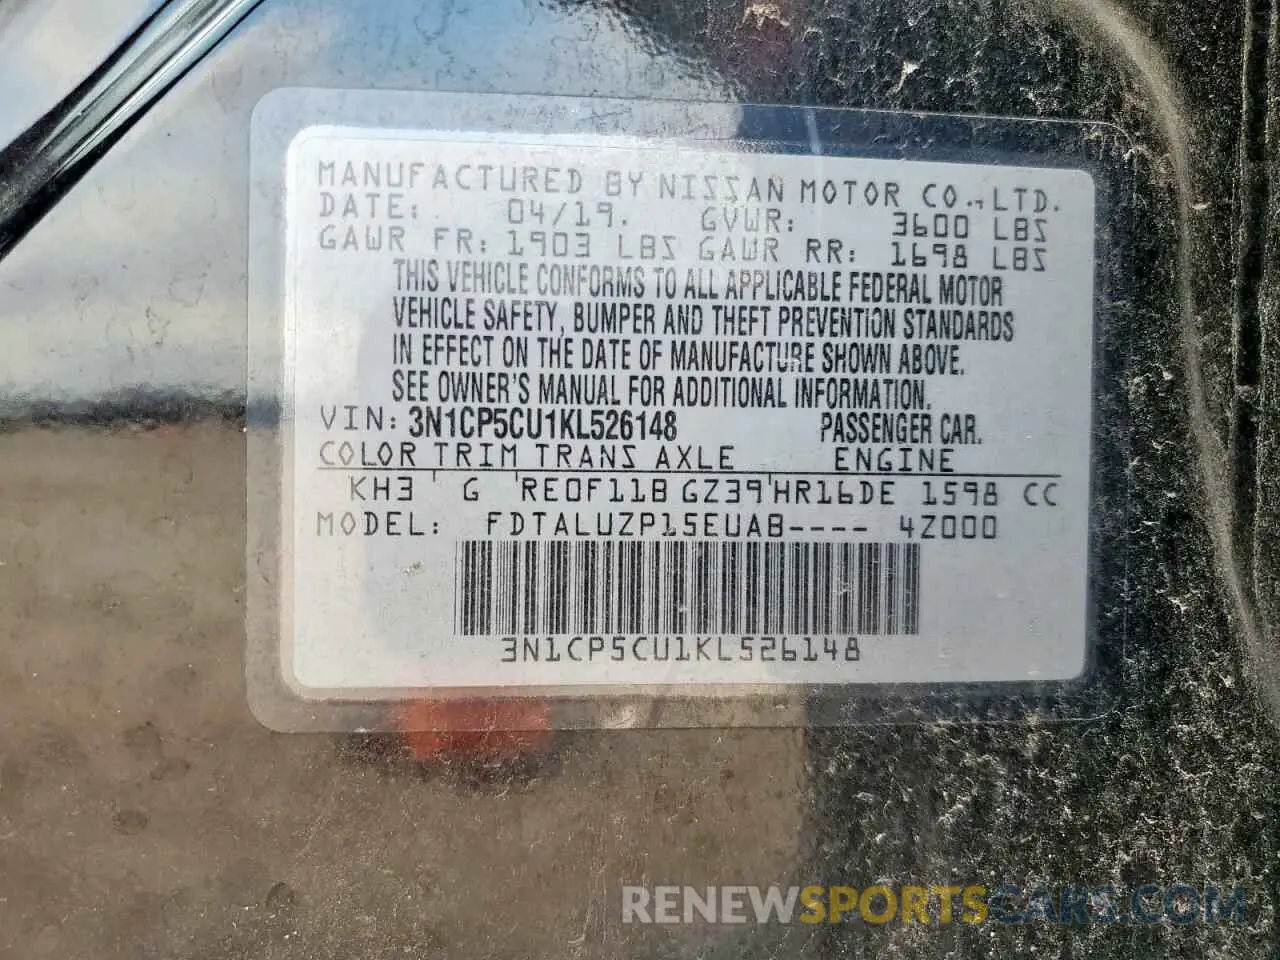 MANUFACTURED BY NISSAN MOTOR CO., LTD.
DATE: 04/19. GVWR: 3600 LBS
GAWR FR: 1903 LBS GAWR RR: 1698 LBS
THIS VEHICLE CONFORMS TO ALL APPLICABLE FEDERAL MOTOR
VEHICLE SAFETY, BUMPER AND THEFT PREVENTION STANDARDS
IN EFFECT ON THE DATE OF MANUFACTURE SHOWN ABOVE.
SEE OWNER'S MANUAL FOR ADDITIONAL INFORMATION.
VIN: 3N1CP5CU1KL526148 PASSENGER CAR.
COLOR TRIM TRANS AXLE ENGINE
KH3 ' G ' RE0F11B GZ39'HR16DE 1598 CC
MODEL: FDTALUZP15EUAB---- 4Z000
3N1CP5CU1KL526148
RENEWSPORTSCARS.COM